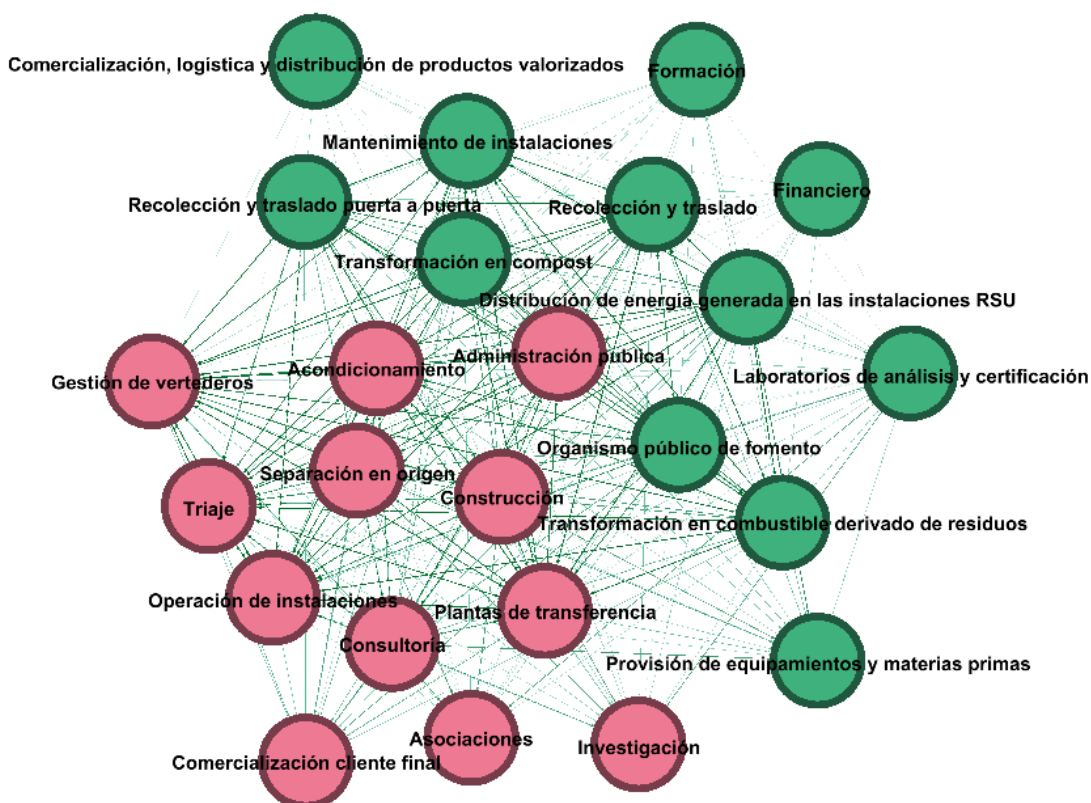 Comercialización, logística y distribución de productos valorizados
Formación
Mantenimiento de instalaciones
Financiero
Recolección y traslado puerta a puerta
Recolección y traslado
Transformación en compost
Distribución de energía generada en las instalaciones RSU
Administración publica
Acondicionamiento
Laboratorios de análisis y certificación
Gestión de vertederos
Organismo público de fomento
Separación en origen
Construcción
Triaje
Transformación en combustible derivado de residuos
Operación de instalaciones
Plantas de transferencia
Consultoría
Provisión de equipamientos y materias primas
Asociaciones
Investigación
Comercialización cliente final